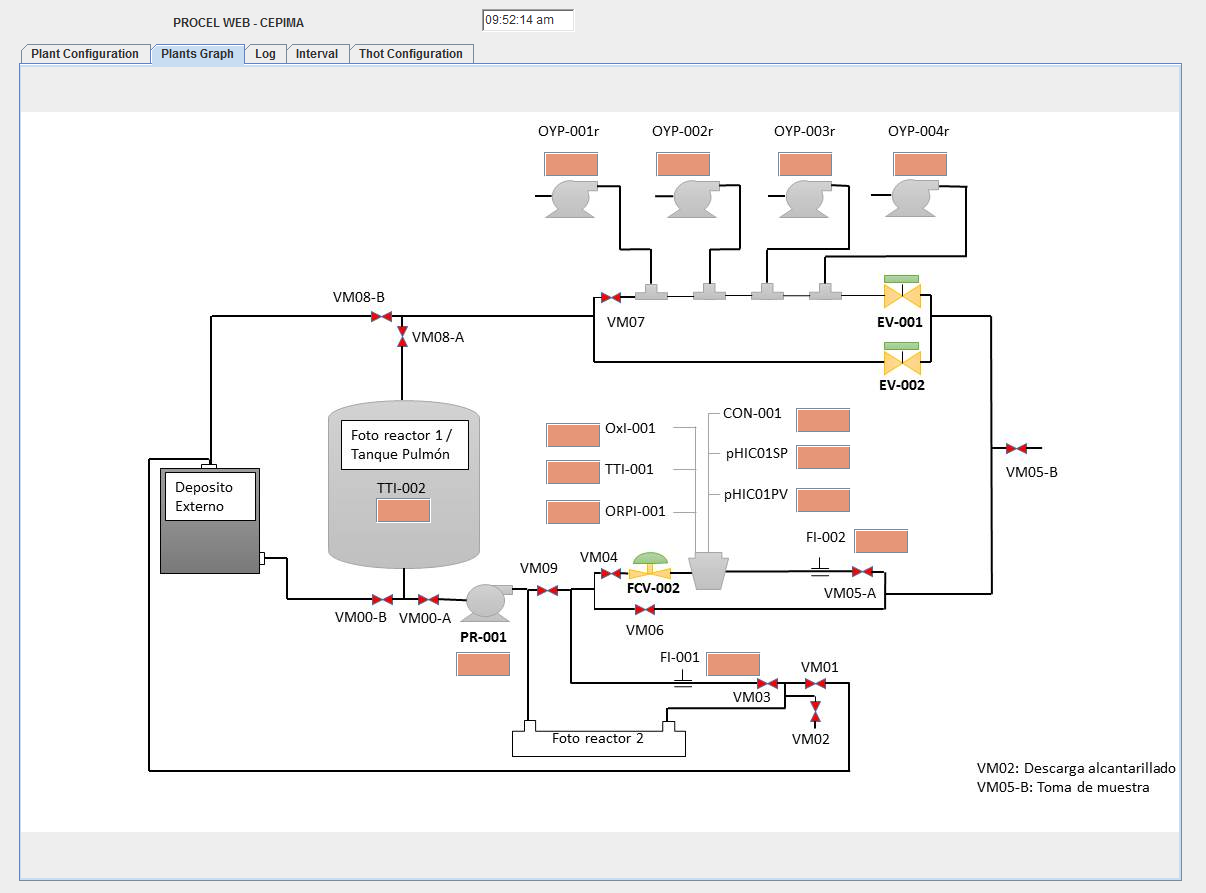 PROCEL WEB - CEPIMA
09:52:14 am
Plant Configuration
Plants Graph
Log
Interval
Thot Configuration
OYP-001r
OYP-002r
OYP-003r
OYP-004r
VM08-B
VM08-A
VM07
EV-001
EV-002
Foto reactor 1 /
Tanque Pulmón
TTI-002
OxI-001
TTI-001
ORPI-001
CON-001
pHIC01SP
pHIC01PV
VM05-B
Deposito
Externo
FI-002
VM04
FCV-002
VM05-A
VM09
VM00-B
VM00-A
PR-001
VM06
FI-001
VM01
VM03
VM02
Foto reactor 2
VM02: Descarga alcantarillado
VM05-B: Toma de muestra